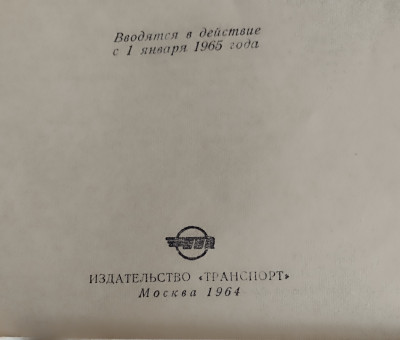 Вводятся в действие
с 1 января 1965 года
ИЗДАТЕЛЬСТВО «ТРАНСПОРТ»
Москва 1964